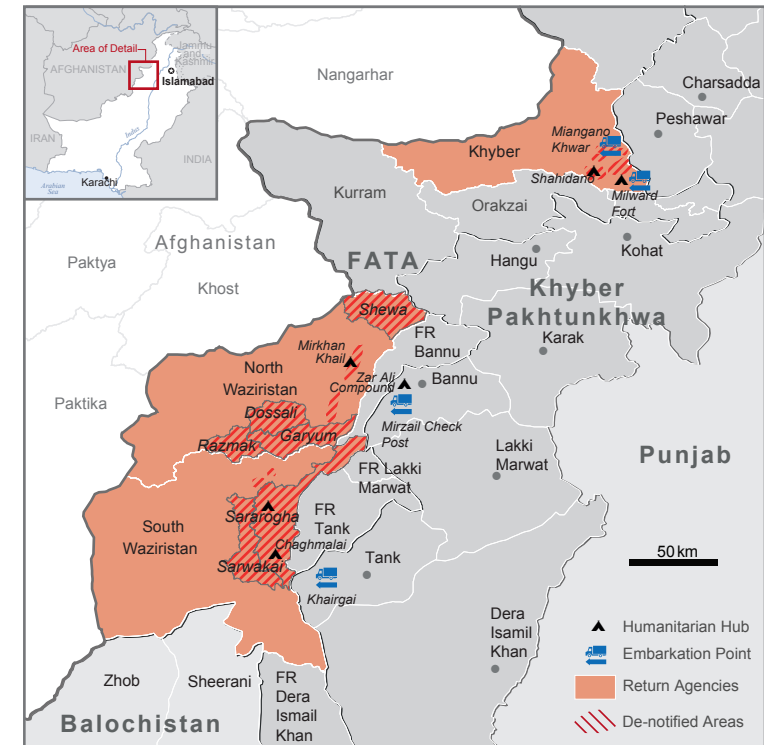 Area of Detail
Jammu
and
Kashmir
AFGHANISTAN
Islamabad
IRAN
Indus
INDIA
Karachi
Arabian
Sea
Nangarhar
Charsadda
Peshawar
Miangano
Khwar
Khyber
Shahidano
Milward
Fort
Kurram
Orakzai
Afghanistan
Paktya
FATA
Hangu
Kohat
Khost
Khyber
Pakhtunkhwa
Shewa
FR
Bannu
Karak
Mirkhan
Khail
North
Waziristan
Zar Ali
Compound
Bannu
Paktika
Dossali
Mirzail Check
Post
Razmak
Garyum
Lakki
Marwat
Punjab
FR Lakki
Marwat
South
Waziristan
Sararogha
FR
Tank
Chaghmalai
Sarwakai
Tank
50 km
Khairgai
Dera
Isamil
Khan
Humanitarian Hub
Embarkation Point
Return Agencies
De-notified Areas
Zhob
Sheerani
FR
Dera
Ismail
Khan
Balochistan